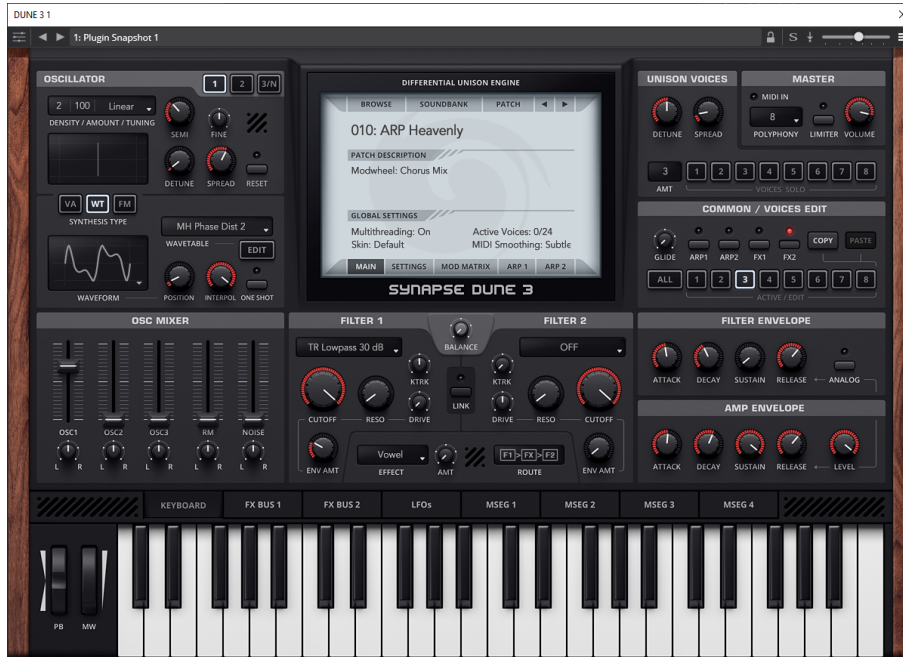 DUNE 3 1
1: Plugin Snapshot 1
S
OSCILLATOR
1 2 3/N
2 100 Linear
DENSITY / AMOUNT / TUNING
SEMI FINE
DETUNE SPREAD RESET
VA WT FM
SYNTHESIS TYPE
MH Phase Dist 2
WAVETABLE EDIT
WAVEFORM
POSITION INTERPOL ONE SHOT
DIFFERENTIAL UNISON ENGINE
BROWSE SOUNDBANK PATCH
010: ARP Heavenly
PATCH DESCRIPTION
Modwheel: Chorus Mix
GLOBAL SETTINGS
Multithreading: On Active Voices: 0/24
Skin: Default MIDI Smoothing: Subtle
MAIN SETTINGS MOD MATRIX ARP 1 ARP 2
SYNAPSE DUNE 3
UNISON VOICES
DETUNE SPREAD
MASTER
MIDI IN
8
POLYPHONY LIMITER VOLUME
3 1 2 3 4 5 6 7 8
AMT VOICES SOLO
COMMON / VOICES EDIT
GLIDE ARP1 ARP2 FX1 FX2 COPY PASTE
ALL 1 2 3 4 5 6 7 8
ACTIVE / EDIT
OSC MIXER
OSC1 OSC2 OSC3 RM NOISE
L R L R L R L R L R
FILTER 1
TR Lowpass 30 dB
CUTOFF RESO KTRK DRIVE
ENV AMT
BALANCE
LINK
FILTER 2
OFF
KTRK DRIVE RESO CUTOFF
ENV AMT
Vowel
EFFECT AMT
F1>FX>F2
ROUTE
FILTER ENVELOPE
ATTACK DECAY SUSTAIN RELEASE ANALOG
AMP ENVELOPE
ATTACK DECAY SUSTAIN RELEASE LEVEL
KEYBOARD FX BUS 1 FX BUS 2 LFOs MSEG 1 MSEG 2 MSEG 3 MSEG 4
PB MW